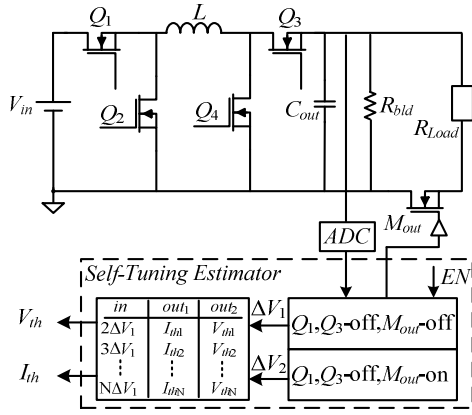 Q1 L Q3
Vin Q2 Q4 Cout Rbld RLoad
Mout
ADC
Self-Tuning Estimator EN
in out1 out2
2ΔV1 Ith1 Vth1
3ΔV1 Ith2 Vth2
⋮ ⋮ ⋮
NΔV1 IthN VthN
Vth
Ith
ΔV1
ΔV2
Q1,Q3-off,Mout-off
Q1,Q3-off,Mout-on